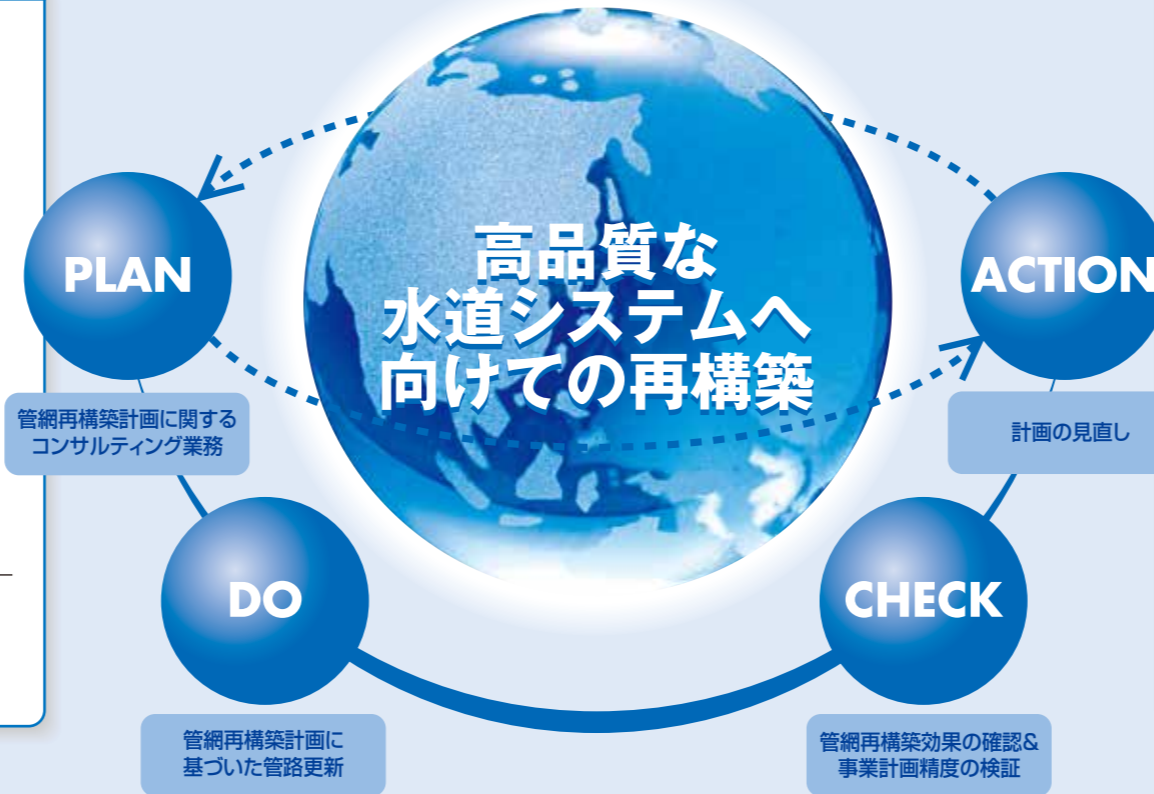 高品質な
水道システムへ
向けての再構築
PLAN
管網再構築計画に関する
コンサルティング業務
DO
管網再構築計画に
基づいた管路更新
CHECK
管網再構築効果の確認&
事業計画精度の検証
ACTION
計画の見直し